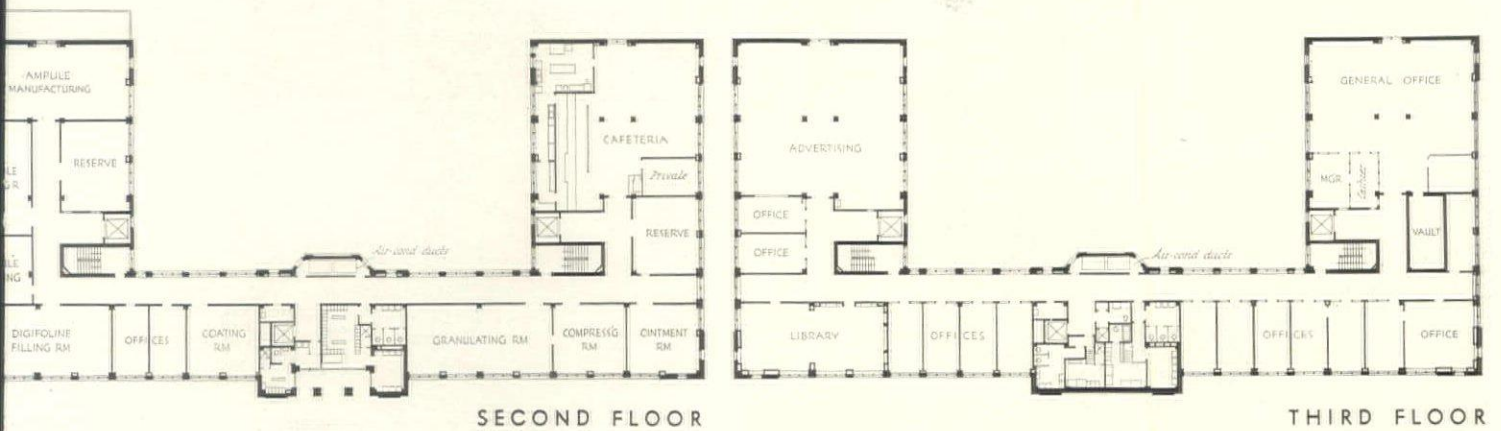 AMPULE
MANUFACTURING
RESERVE
DIGIFOLINE
FILLING RM
OFFICES
COATING
RM
Air-cond ducts
CAFETERIA
Private
RESERVE
GRANULATING RM
COMPRESS'G
RM
OINTMENT
RM
SECOND FLOOR
ADVERTISING
OFFICE
OFFICE
LIBRARY
OFFICES
Air-cond ducts
GENERAL OFFICE
MGR
Cashier
VAULT
OFFICES
OFFICE
THIRD FLOOR